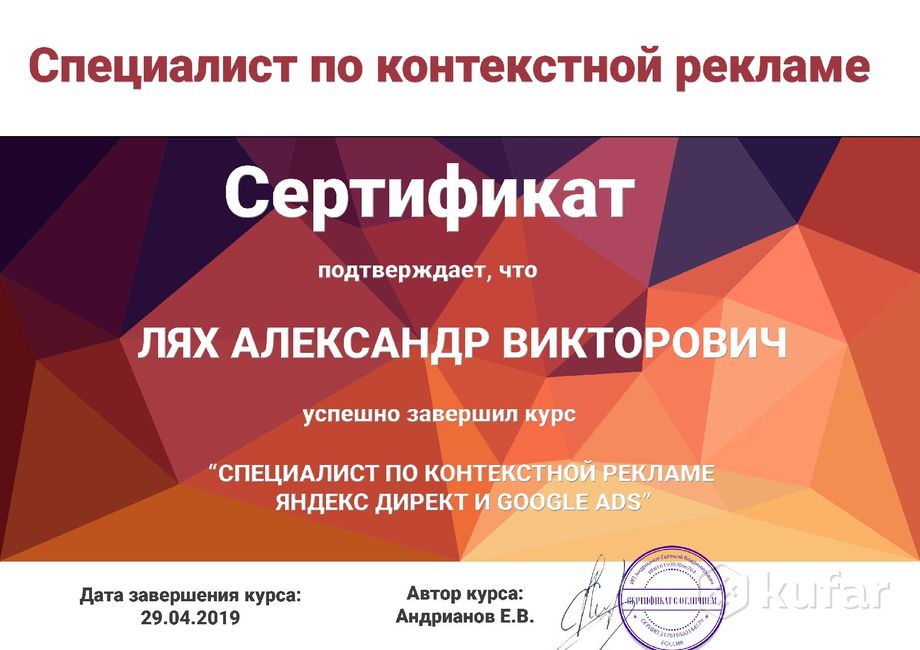 Специалист по контекстной рекламе
Сертификат
подтверждает, что
ЛЯХ АЛЕКСАНДР ВИКТОРОВИЧ
успешно завершил курс
“СПЕЦИАЛИСТ ПО КОНТЕКСТНОЙ РЕКЛАМЕ
ЯНДЕКС ДИРЕКТ И GOOGLE ADS”
Дата завершения курса:
29.04.2019
Автор курса:
Андрианов Е.В.
СЕРТИФИКАТ С ОТЛИЧИЕМ
РОССИЯ
kufar